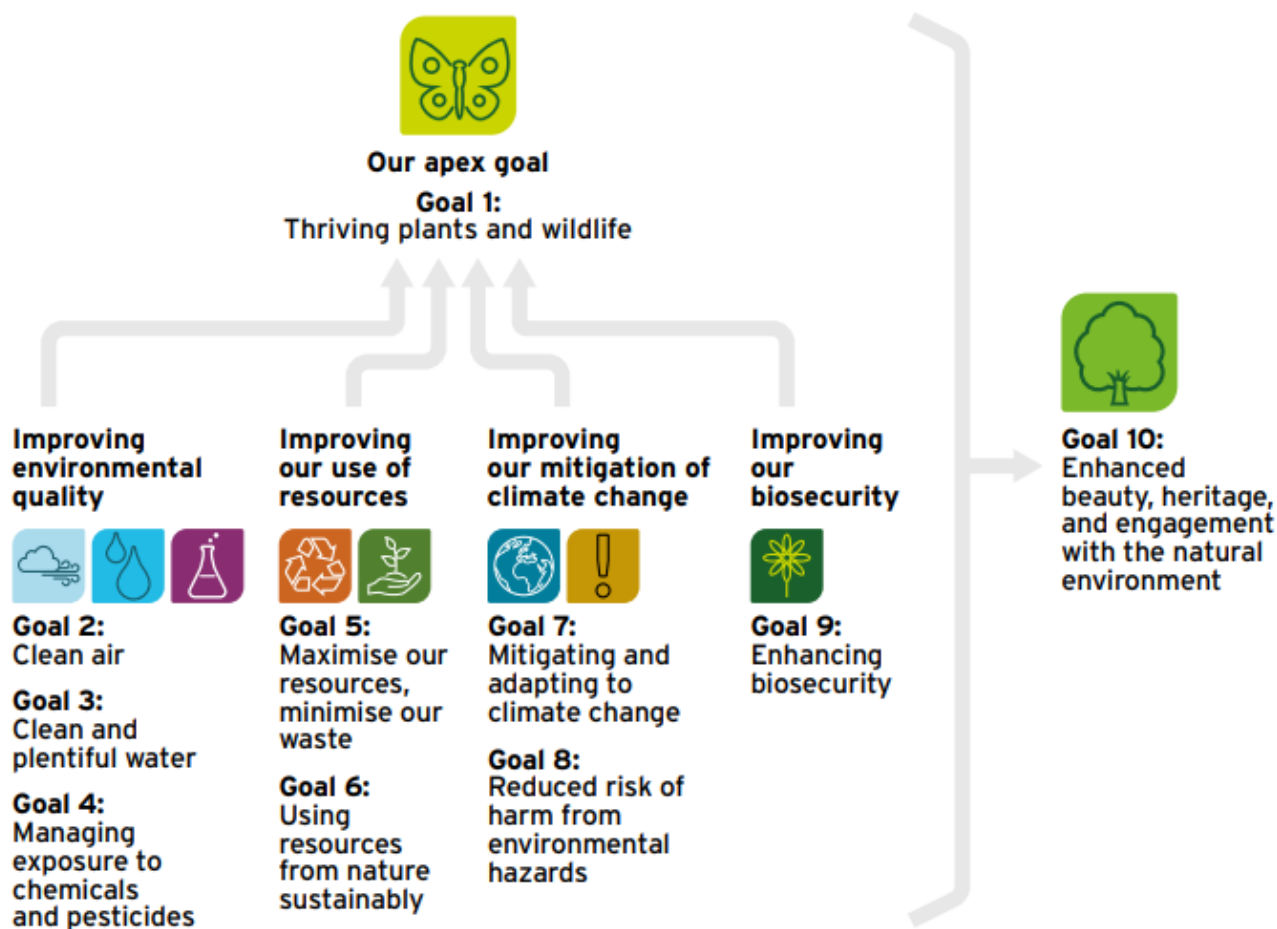 Our apex goal
Goal 1:
Thriving plants and wildlife
Improving
environmental
quality
Goal 2:
Clean air
Goal 3:
Clean and
plentiful water
Goal 4:
Managing
exposure to
chemicals
and pesticides
Improving
our use of
resources
Goal 5:
Maximise our
resources,
minimise our
waste
Goal 6:
Using
resources
from nature
sustainably
Improving
our mitigation of
climate change
Goal 7:
Mitigating and
adapting to
climate change
Goal 8:
Reduced risk of
harm from
environmental
hazards
Improving
our
biosecurity
Goal 9:
Enhancing
biosecurity
Goal 10:
Enhanced
beauty, heritage,
and engagement
with the natural
environment